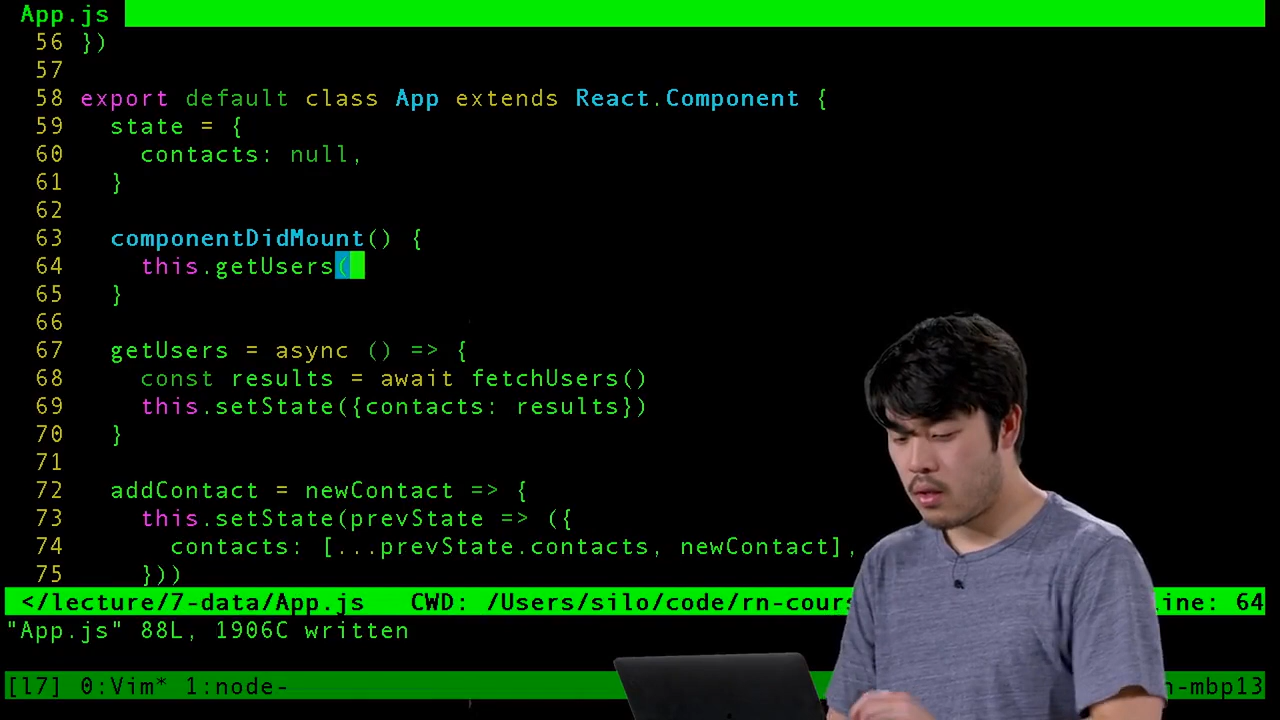 App.js
56 })
57
58 export default class App extends React.Component {
59 state = {
60 contacts: null,
61 }
62
63 componentDidMount() {
64 this.getUsers(
65 }
66
67 getUsers = async () => {
68 const results = await fetchUsers()
69 this.setState({contacts: results})
70 }
71
72 addContact = newContact => {
73 this.setState(prevState => ({
74 contacts: [...prevState.contacts, newContact],
75 }))
</lecture/7-data/App.js CWD: /Users/silo/code/rn-cours line: 64
"App.js" 88L, 1906C written
[l7] 0:Vim* 1:node- n-mbp13